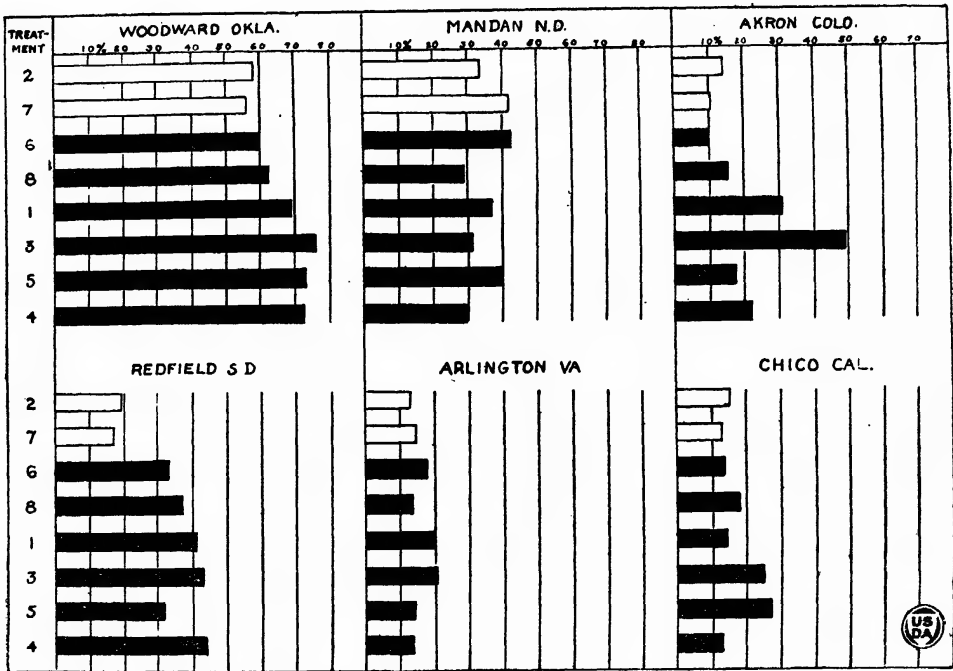 TREAT-
MENT
WOODWARD OKLA.
10% 20 30 40 50 60 70 80
MANDAN N.D.
10% 20 30 40 50 60 70 80
AKRON COLO.
10% 20 30 40 50 60 70
2
7
6
8
1
3
5
4
REDFIELD S D
ARLINGTON VA
CHICO CAL.
2
7
6
8
1
3
5
4
US
DA